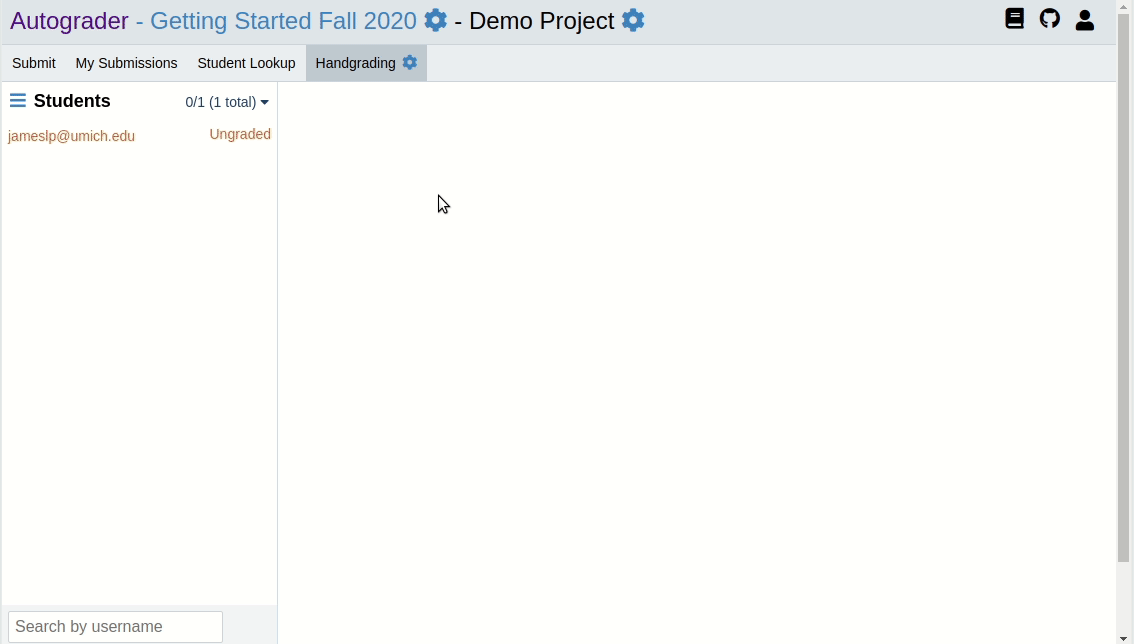 Autograder - Getting Started Fall 2020 - Demo Project
Submit My Submissions Student Lookup Handgrading
Students 0/1 (1 total)
jameslp@umich.edu Ungraded
Search by username